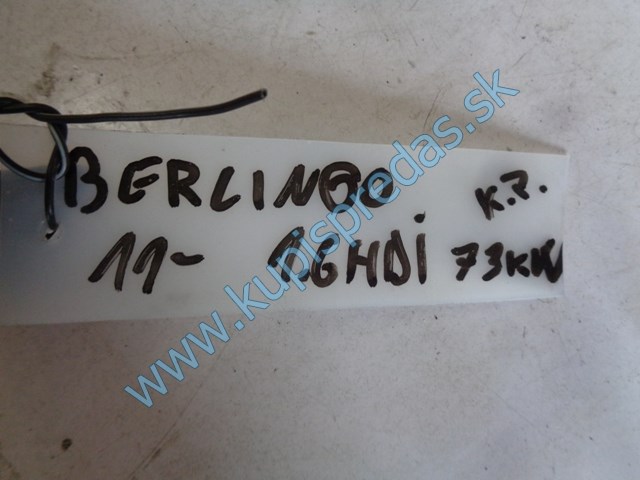 BERLINGO K.P.
11- 1.6HDi 73KW
www.kupispredas.sk